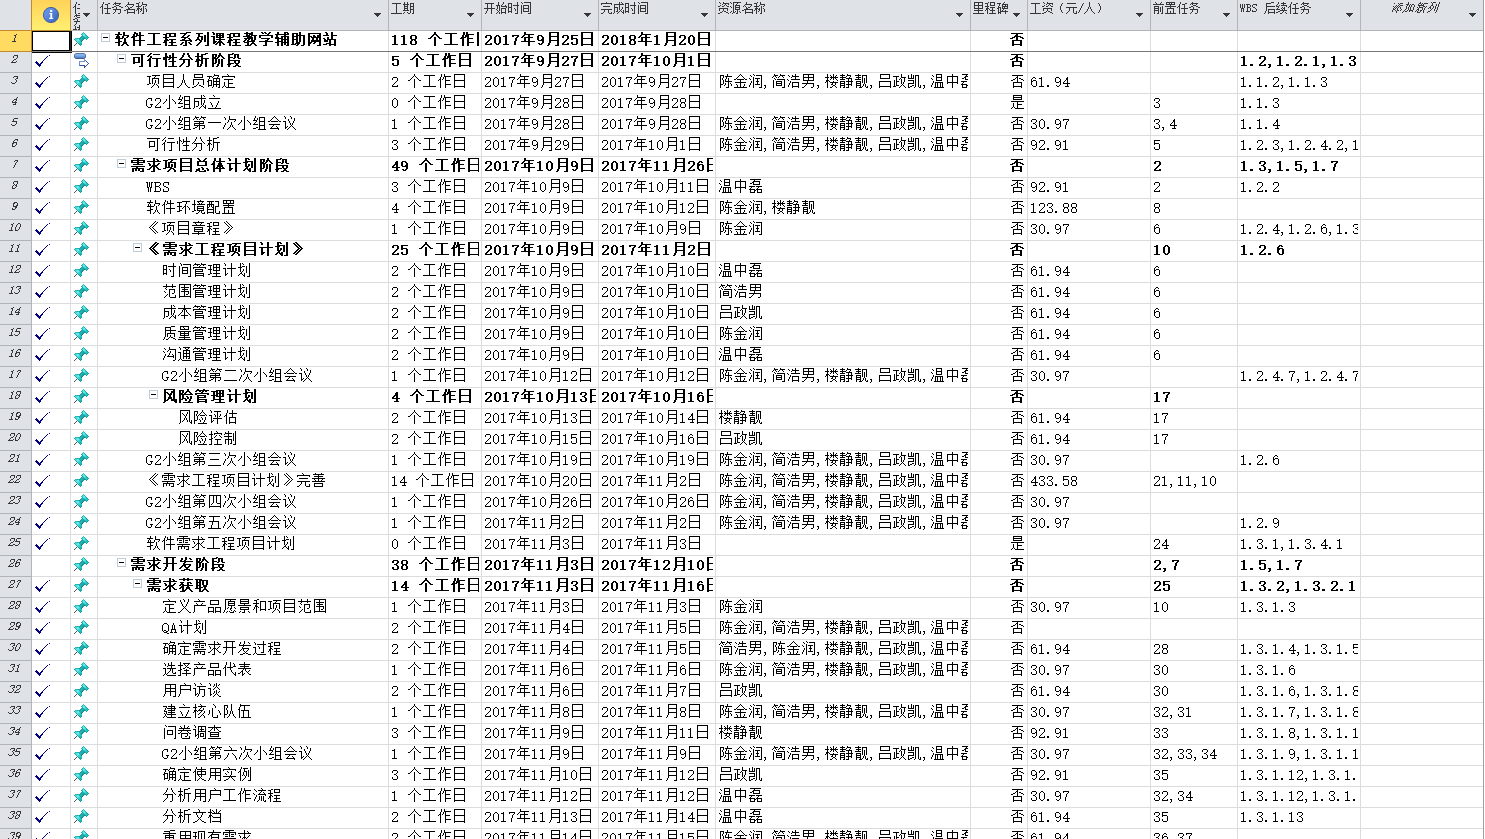 任务名称 工期 开始时间 完成时间 资源名称 里程碑 工资（元/人） 前置任务 WBS 后续任务 添加新列
1 软件工程系列课程教学辅助网站 118 个工作 2017年9月25日 2018年1月20日 否
2 可行性分析阶段 5 个工作日 2017年9月27日 2017年10月1日 否 1.2,1.2.1,1.3
3 项目人员确定 2 个工作日 2017年9月27日 2017年9月27日 陈金润,简浩男,楼静靓,吕政凯,温中磊 否 61.94 1.1.2,1.1.3
4 G2小组成立 0 个工作日 2017年9月28日 2017年9月28日 是 3 1.1.3
5 G2小组第一次小组会议 1 个工作日 2017年9月28日 2017年9月28日 陈金润,简浩男,楼静靓,吕政凯,温中磊 否 30.97 3,4 1.1.4
6 可行性分析 3 个工作日 2017年9月29日 2017年10月1日 陈金润,简浩男,楼静靓,吕政凯,温中磊 否 92.91 5 1.2.3,1.2.4.2,1
7 需求项目总体计划阶段 49 个工作日 2017年10月9日 2017年11月26日 否 2 1.3,1.5,1.7
8 WBS 3 个工作日 2017年10月9日 2017年10月11日 温中磊 否 92.91 2 1.2.2
9 软件环境配置 4 个工作日 2017年10月9日 2017年10月12日 陈金润,楼静靓 否 123.88 8
10 《项目章程》 1 个工作日 2017年10月9日 2017年10月9日 陈金润 否 30.97 6 1.2.4,1.2.6,1.3
11 《需求工程项目计划》 25 个工作日 2017年10月9日 2017年11月2日 否 10 1.2.6
12 时间管理计划 2 个工作日 2017年10月9日 2017年10月10日 温中磊 否 61.94 6
13 范围管理计划 2 个工作日 2017年10月9日 2017年10月10日 简浩男 否 61.94 6
14 成本管理计划 2 个工作日 2017年10月9日 2017年10月10日 吕政凯 否 61.94 6
15 质量管理计划 2 个工作日 2017年10月9日 2017年10月10日 陈金润 否 61.94 6
16 沟通管理计划 2 个工作日 2017年10月9日 2017年10月10日 温中磊 否 61.94 6
17 G2小组第二次小组会议 1 个工作日 2017年10月12日 2017年10月12日 陈金润,简浩男,楼静靓,吕政凯,温中磊 否 30.97 1.2.4.7,1.2.4.7
18 风险管理计划 4 个工作日 2017年10月13日 2017年10月16日 否 17
19 风险评估 2 个工作日 2017年10月13日 2017年10月14日 楼静靓 否 61.94 17
20 风险控制 2 个工作日 2017年10月15日 2017年10月16日 吕政凯 否 61.94 17
21 G2小组第三次小组会议 1 个工作日 2017年10月19日 2017年10月19日 陈金润,简浩男,楼静靓,吕政凯,温中磊 否 30.97 1.2.6
22 《需求工程项目计划》完善 14 个工作日 2017年10月20日 2017年11月2日 陈金润,简浩男,楼静靓,吕政凯,温中磊 否 433.58 21,11,10
23 G2小组第四次小组会议 1 个工作日 2017年10月26日 2017年10月26日 陈金润,简浩男,楼静靓,吕政凯,温中磊 否 30.97
24 G2小组第五次小组会议 1 个工作日 2017年11月2日 2017年11月2日 陈金润,简浩男,楼静靓,吕政凯,温中磊 否 30.97 1.2.9
25 软件需求工程项目计划 0 个工作日 2017年11月3日 2017年11月3日 是 24 1.3.1,1.3.4.1
26 需求开发阶段 38 个工作日 2017年11月3日 2017年12月10日 否 2,7 1.5,1.7
27 需求获取 14 个工作日 2017年11月3日 2017年11月16日 否 25 1.3.2,1.3.2.1
28 定义产品愿景和项目范围 1 个工作日 2017年11月3日 2017年11月3日 陈金润 否 30.97 10 1.3.1.3
29 QA计划 2 个工作日 2017年11月4日 2017年11月5日 陈金润,简浩男,楼静靓,吕政凯,温中磊 否
30 确定需求开发过程 2 个工作日 2017年11月4日 2017年11月5日 简浩男,陈金润,楼静靓,吕政凯,温中磊 否 61.94 28 1.3.1.4,1.3.1.5
31 选择产品代表 1 个工作日 2017年11月6日 2017年11月6日 陈金润,简浩男,楼静靓,吕政凯,温中磊 否 30.97 30 1.3.1.6
32 用户访谈 2 个工作日 2017年11月6日 2017年11月7日 吕政凯 否 61.94 30 1.3.1.6,1.3.1.8
33 建立核心队伍 1 个工作日 2017年11月8日 2017年11月8日 陈金润,简浩男,楼静靓,吕政凯,温中磊 否 30.97 32,31 1.3.1.7,1.3.1.8
34 问卷调查 3 个工作日 2017年11月9日 2017年11月11日 楼静靓 否 92.91 33 1.3.1.8,1.3.1.1
35 G2小组第六次小组会议 1 个工作日 2017年11月9日 2017年11月9日 陈金润,简浩男,楼静靓,吕政凯,温中磊 否 30.97 32,33,34 1.3.1.9,1.3.1.1
36 确定使用实例 3 个工作日 2017年11月10日 2017年11月12日 吕政凯 否 92.91 35 1.3.1.12,1.3.1.
37 分析用户工作流程 1 个工作日 2017年11月12日 2017年11月12日 温中磊 否 30.97 32,34 1.3.1.12,1.3.1.
38 分析文档 2 个工作日 2017年11月13日 2017年11月14日 温中磊 否 61.94 35 1.3.1.13
39 重用现有需求 2 个工作日 2017年11月14日 2017年11月15日 陈金润 否 61.94 36,37